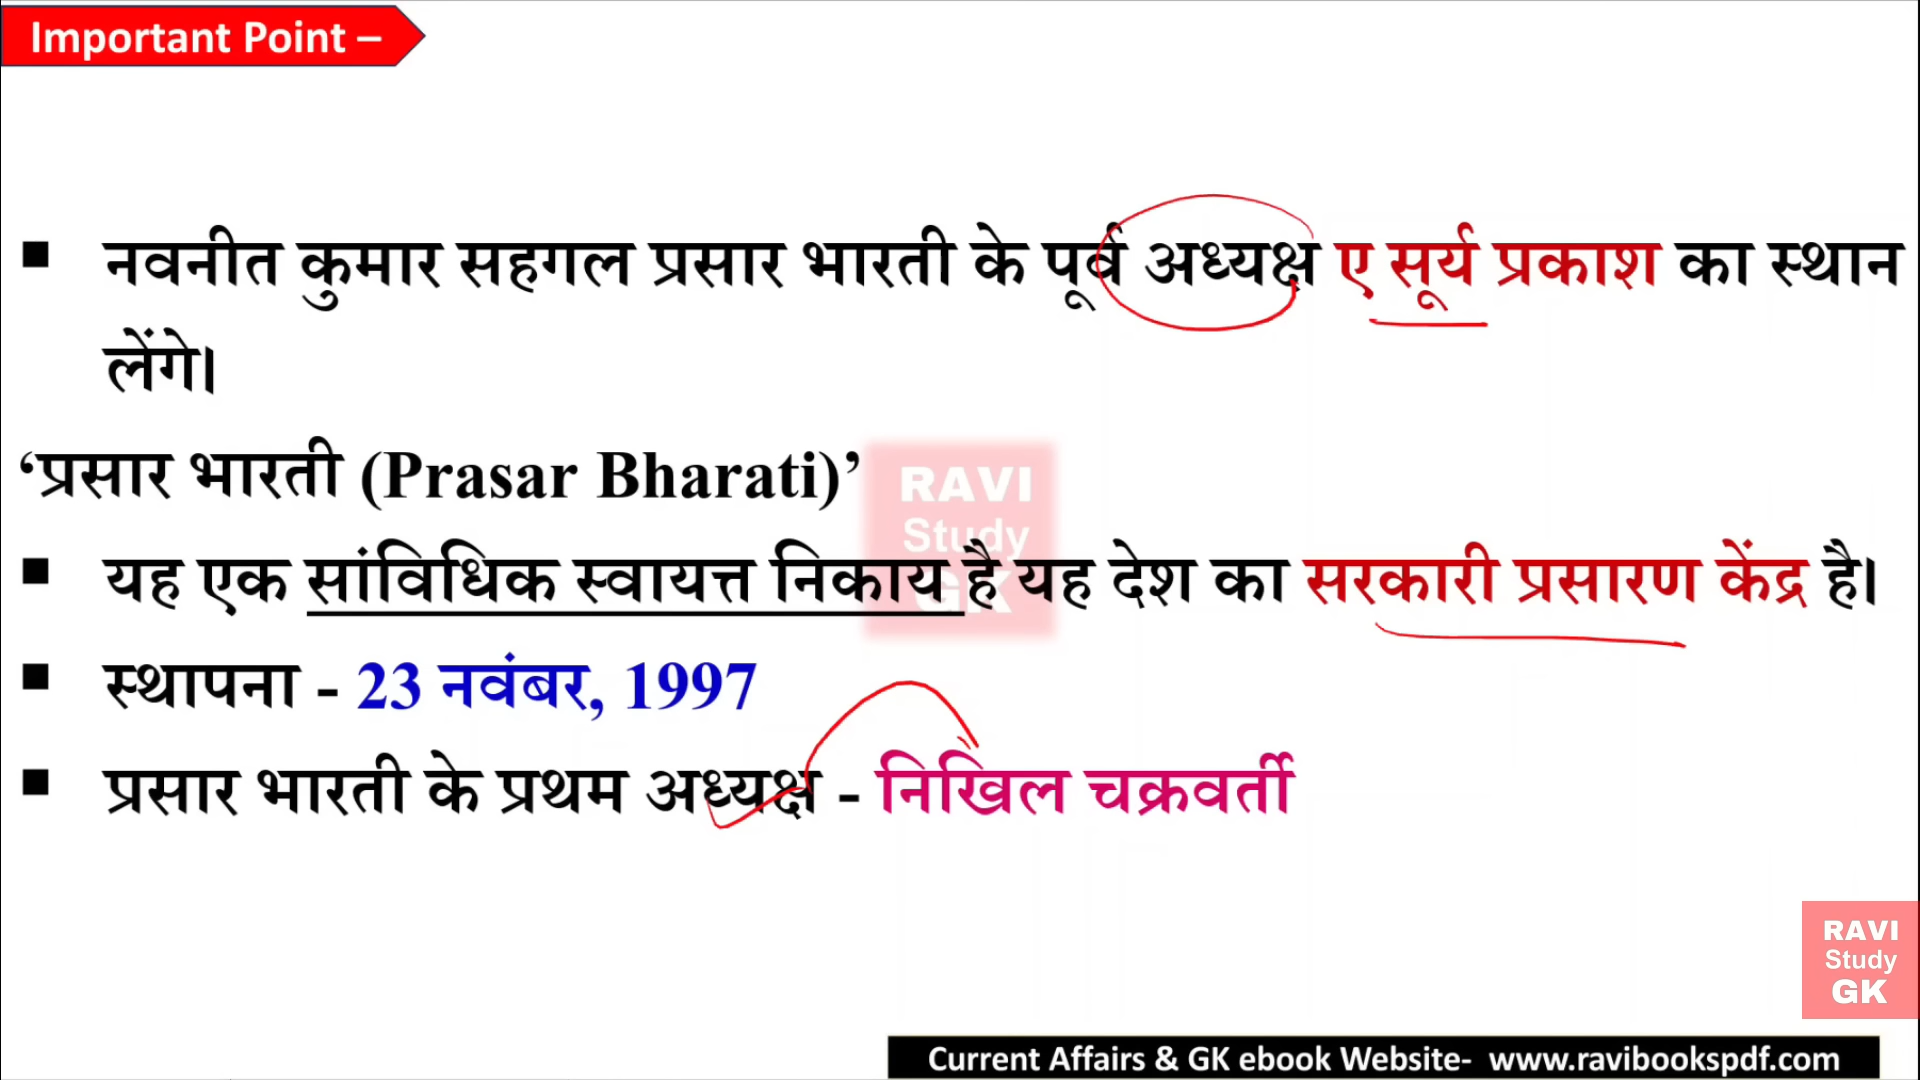 Important Point –
▪ नवनीत कुमार सहगल प्रसार भारती के पूर्व अध्यक्ष ए सूर्य प्रकाश का स्थान
लेंगे।
‘प्रसार भारती (Prasar Bharati)’
▪ यह एक सांविधिक स्वायत्त निकाय है यह देश का सरकारी प्रसारण केंद्र है।
▪ स्थापना - 23 नवंबर, 1997
▪ प्रसार भारती के प्रथम अध्यक्ष - निखिल चक्रवर्ती
RAVI
Study
GK
RAVI
Study
GK
Current Affairs & GK ebook Website- www.ravibookspdf.com